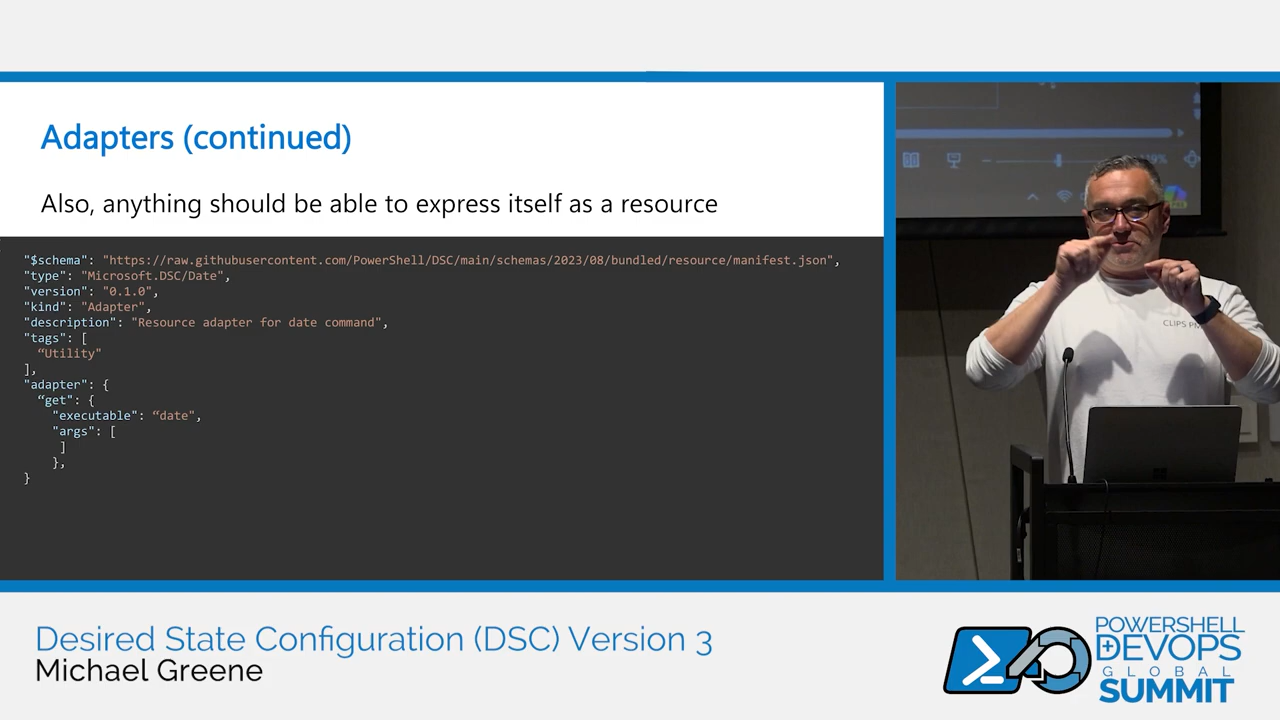 Adapters (continued)
Also, anything should be able to express itself as a resource
"$schema": "https://raw.githubusercontent.com/PowerShell/DSC/main/schemas/2023/08/bundled/resource/manifest.json",
"type": "Microsoft.DSC/Date",
"version": "0.1.0",
"kind": "Adapter",
"description": "Resource adapter for date command",
"tags": [
“Utility"
],
"adapter": {
“get": {
"executable": “date",
"args": [
]
},
}
CLIPS PM
Desired State Configuration (DSC) Version 3
Michael Greene
POWERSHELL
DEVOPS
GLOBAL
SUMMIT